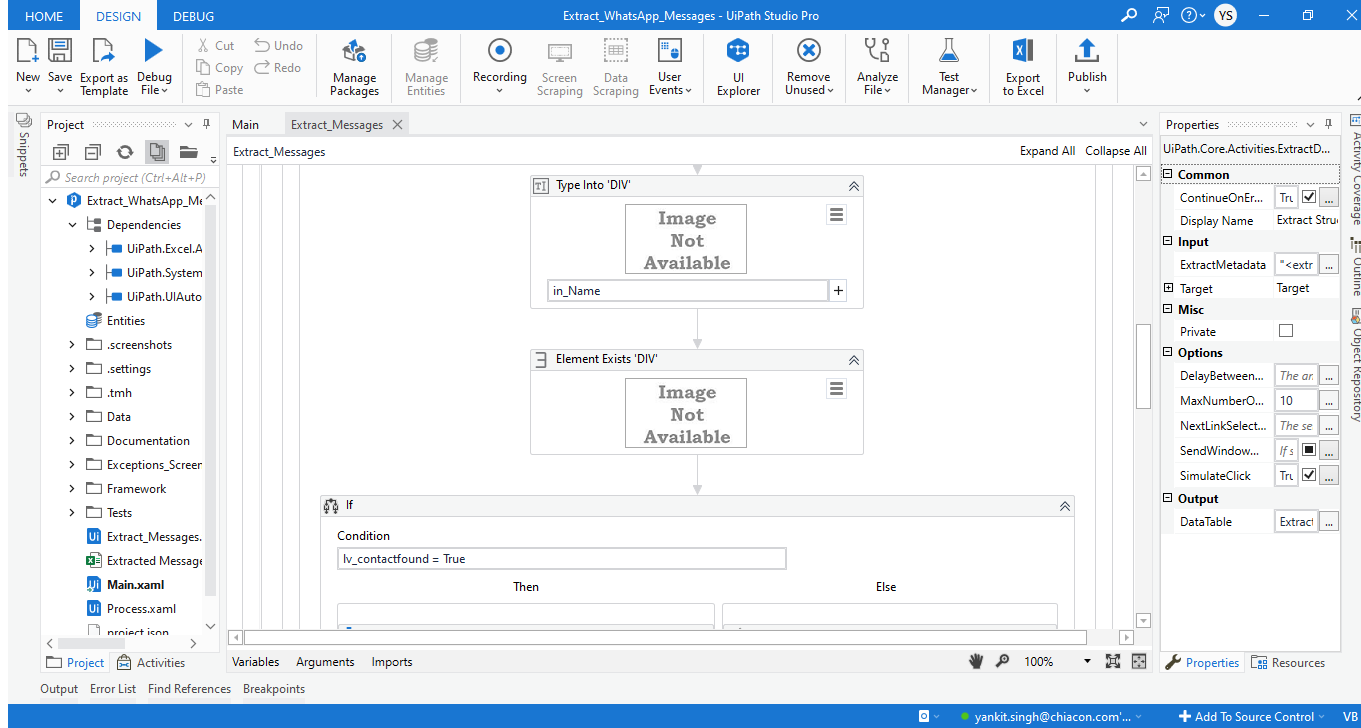 HOME DESIGN DEBUG Extract_WhatsApp_Messages - UiPath Studio Pro YS
New Save Export as Template Debug File
Cut Copy Paste Undo Redo
Manage Packages
Manage Entities
Recording
Screen Scraping
Data Scraping
User Events
UI Explorer
Remove Unused
Analyze File
Test Manager
Export to Excel
Publish
Snippets
Project
Search project (Ctrl+Alt+P)
Extract_WhatsApp_Me
Dependencies
UiPath.Excel.A
UiPath.System
UiPath.UIAuto
Entities
.screenshots
.settings
.tmh
Data
Documentation
Exceptions_Screen
Framework
Tests
Extract_Messages.
Extracted Message
Main.xaml
Process.xaml
project.json
Project Activities
Main Extract_Messages
Extract_Messages Expand All Collapse All
Type Into 'DIV'
Image
Not
Available
in_Name
Element Exists 'DIV'
Image
Not
Available
If
Condition
lv_contactfound = True
Then Else
Variables Arguments Imports 100%
Properties
UiPath.Core.Activities.ExtractD...
Common
ContinueOnEr... Tru ...
Display Name Extract Stru
Input
ExtractMetadata "<extr ...
Target Target
Misc
Private
Options
DelayBetween... The ar ...
MaxNumberO... 10 ...
NextLinkSelect... The se ...
SendWindow... If s ...
SimulateClick Tru ...
Output
DataTable Extract ...
Properties Resources
Activity Coverage
Outline
Object Repository
Output Error List Find References Breakpoints
yankit.singh@chiacon.com'... Add To Source Control VB